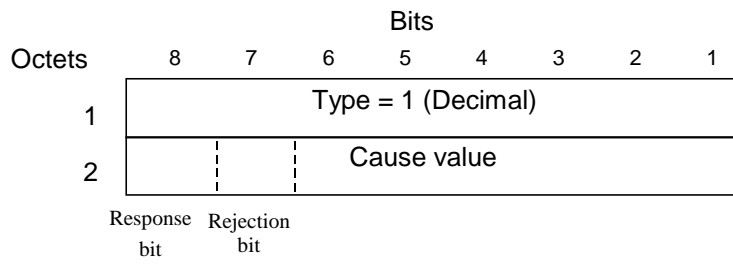 Bits
Octets 8 7 6 5 4 3 2 1
1 Type = 1 (Decimal)
2 Cause value
Response Rejection
bit bit